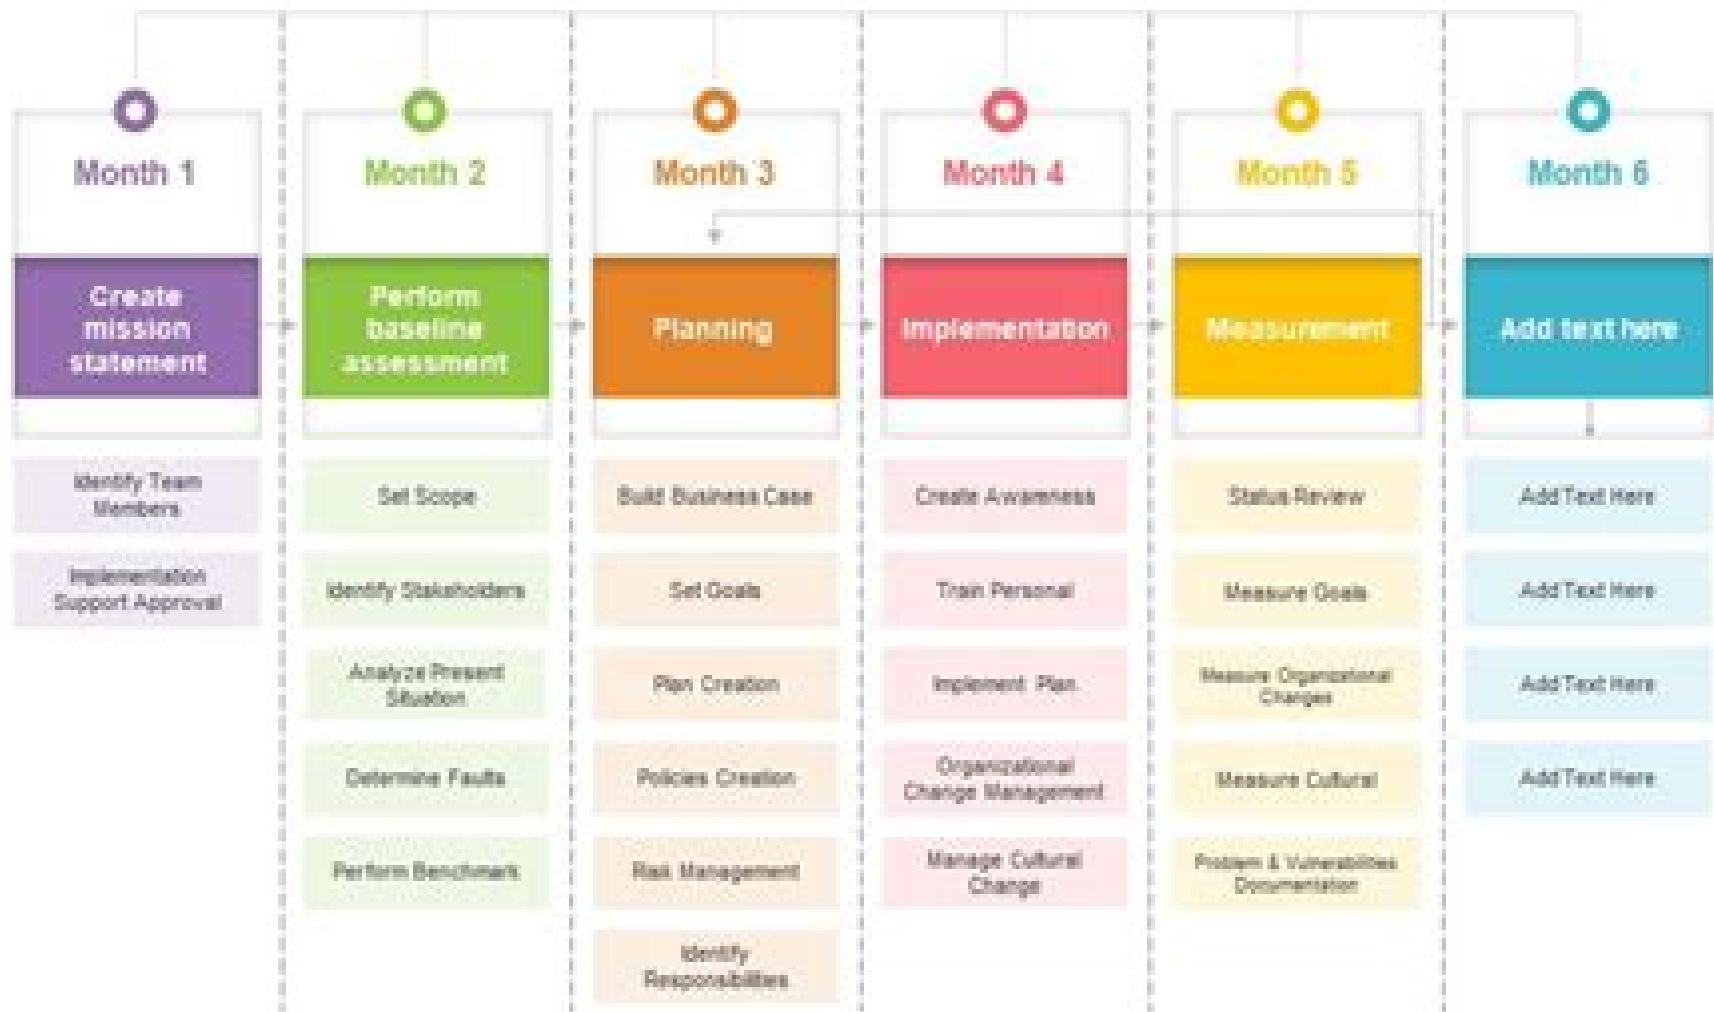 Month 1
Month 2
Month 3
Month 4
Month 5
Month 6
Create
mission
statement
Perform
baseline
assessment
Planning
Implementation
Measurement
Add text here
Identify Team
Members
Implementation
Support Approval
Set Scope
Identify Stakeholders
Analyze Present
Situation
Determine Faults
Perform Benchmark
Build Business Case
Set Goals
Plan Creation
Policies Creation
Risk Management
Identify
Responsibilities
Create Awareness
Train Personal
Implement Plan
Organizational
Change Management
Manage Cultural
Change
Status Review
Measure Goals
Measure Organizational
Changes
Measure Cultural
Problem & Vulnerabilities
Documentation
Add Text Here
Add Text Here
Add Text Here
Add Text Here